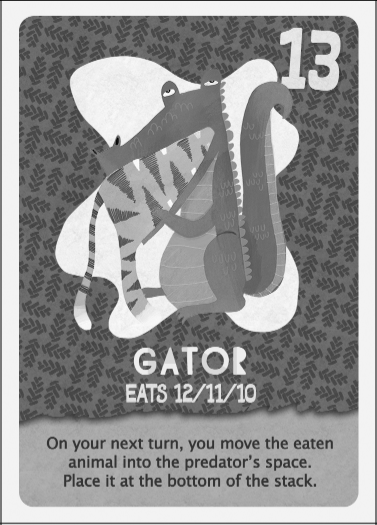 13
GATOR
EATS 12/11/10
On your next turn, you move the eaten
animal into the predator's space.
Place it at the bottom of the stack.